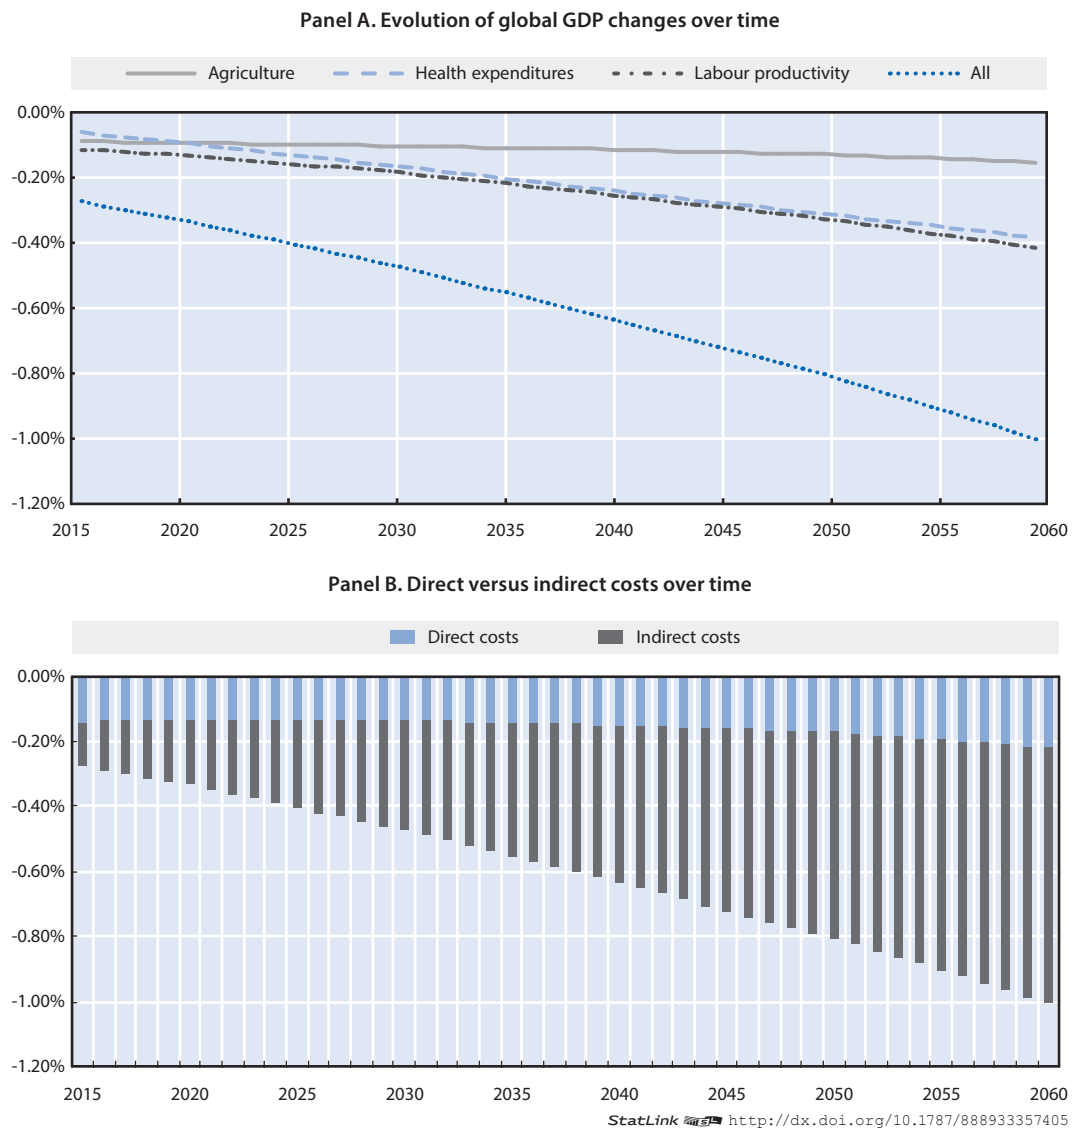 Panel A. Evolution of global GDP changes over time
Agriculture Health expenditures Labour productivity All
0.00%
-0.20%
-0.40%
-0.60%
-0.80%
-1.00%
-1.20%
2015 2020 2025 2030 2035 2040 2045 2050 2055 2060
Panel B. Direct versus indirect costs over time
Direct costs Indirect costs
0.00%
-0.20%
-0.40%
-0.60%
-0.80%
-1.00%
-1.20%
2015 2020 2025 2030 2035 2040 2045 2050 2055 2060
StatLink http://dx.doi.org/10.1787/888933357405